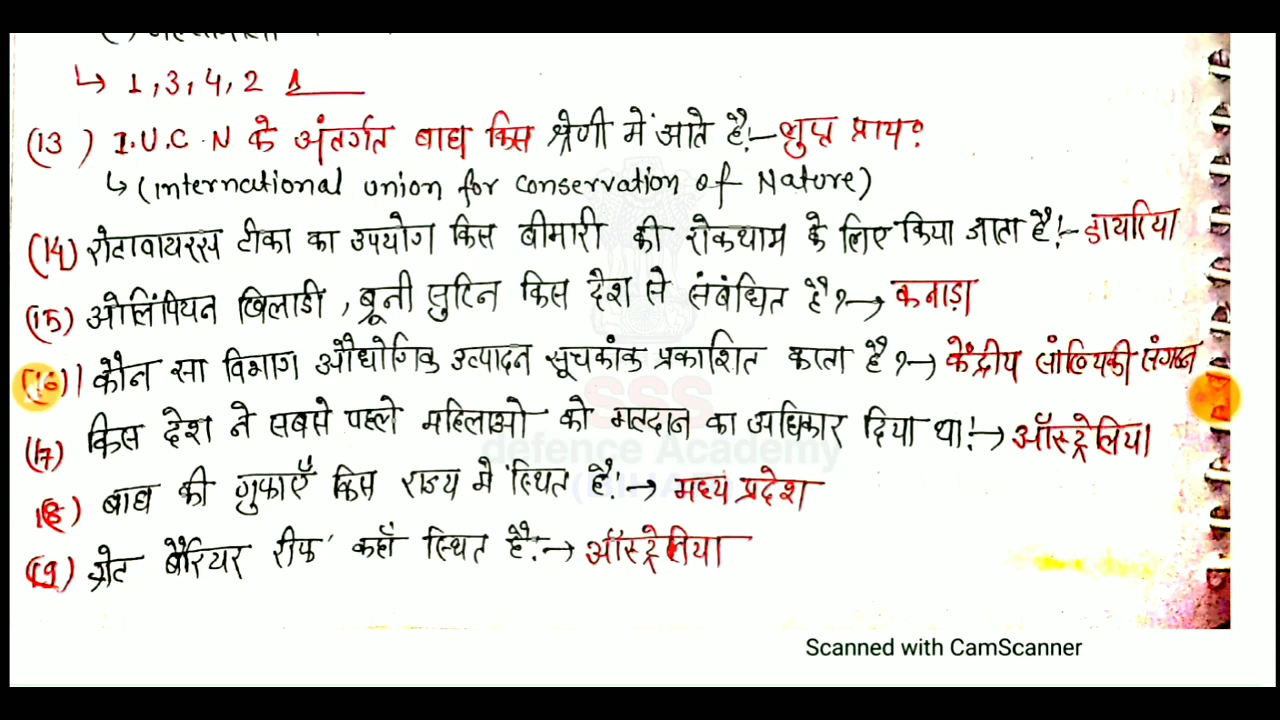 ↳ 1, 3, 4, 2
(13) I.U.C.N के अंतर्गत बाघ किस श्रेणी में आते है!– लुप्त प्राय॰
↳ (International union for conservation of Nature)
(14) रोटावायरस टीका का उपयोग किस बीमारी की रोकथाम के लिए किया जाता है!– डायरिया
(15) ओलिंपियन खिलाडी, ब्रूनी सुरिन किस देश से संबंधित है?→ कनाड़ा
(16) कौन सा विभाग औधोगिक उत्पादन सूचकांक प्रकाशित करता है?→ केंद्रीय सांख्यिकी संगठन
(17) किस देश ने सबसे पहले महिलाओ को मतदान का अधिकार दिया था!→ ऑस्ट्रेलिया
18) बाघ की गुफाएँ किस राज्य में स्थित है!→ मध्य प्रदेश
(19) ग्रेट बैरियर रीफ कहाँ स्थित है!→ ऑस्ट्रेलिया
SSS
defence Academy
Scanned with CamScanner